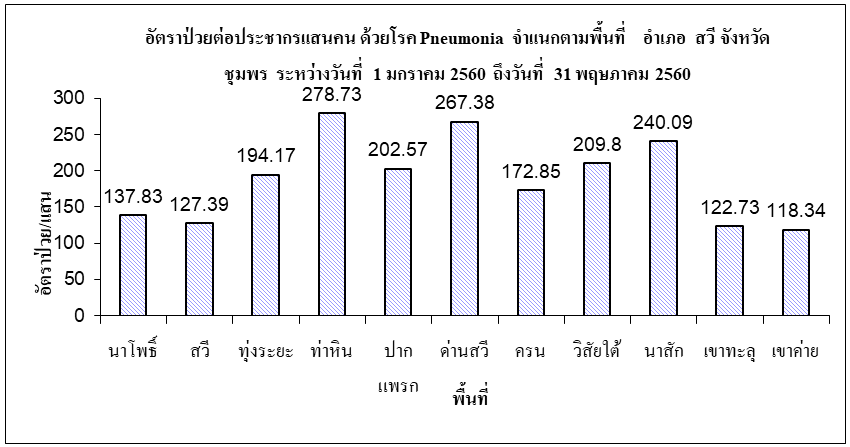 อัตราป่วยต่อประชากรแสนคน ด้วยโรค Pneumonia จำแนกตามพื้นที่ อำเภอ สวี จังหวัด
ชุมพร ระหว่างวันที่ 1 มกราคม 2560 ถึงวันที่ 31 พฤษภาคม 2560
อัตราป่วย/แสน
300
250
200
150
100
50
0
137.83
127.39
194.17
278.73
202.57
267.38
172.85
209.8
240.09
122.73
118.34
นาโพธิ์
สวี
ทุ่งระยะ
ท่าหิน
ปาก
แพรก
ด่านสวี
ครน
วิสัยใต้
นาสัก
เขาทะลุ
เขาค่าย
พื้นที่